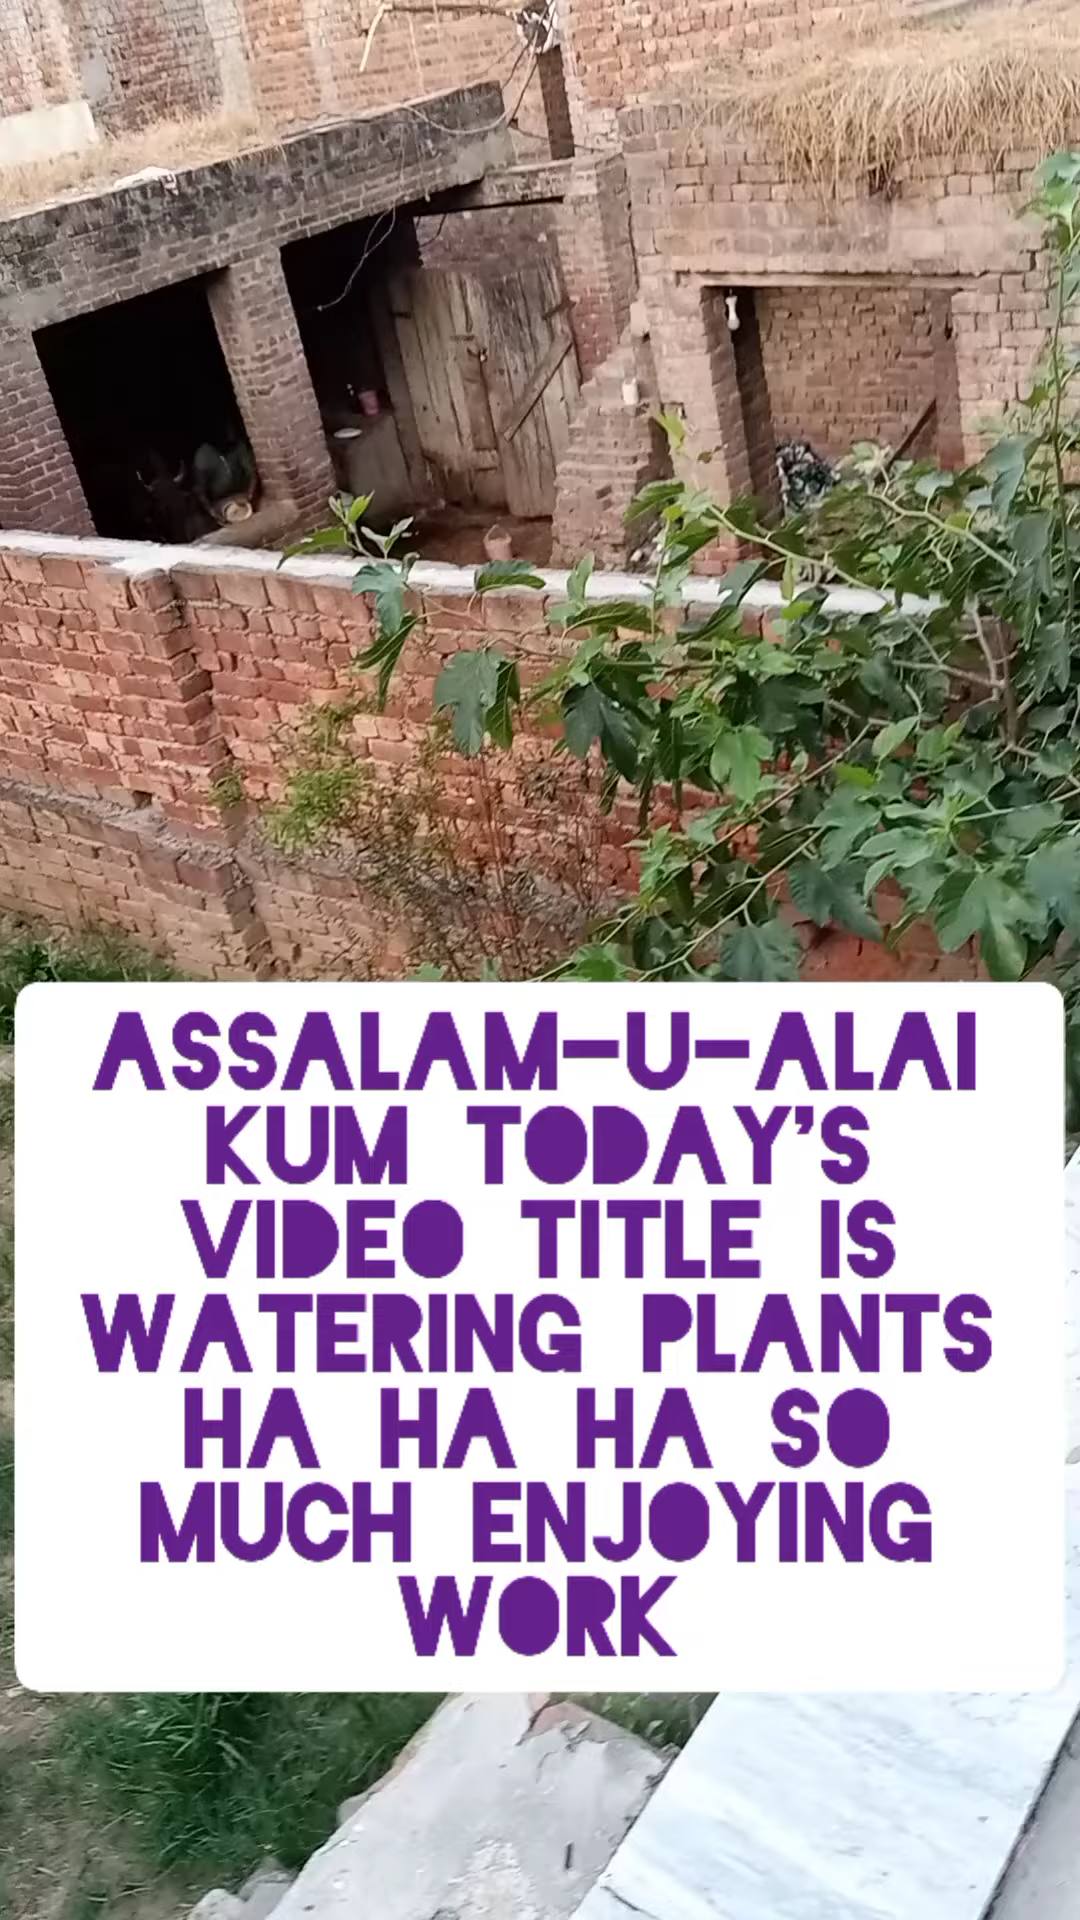 ASSALAM-U-ALAI
KUM TODAY'S
VIDEO TITLE IS
WATERING PLANTS
HA HA HA SO
MUCH ENJOYING
WORK